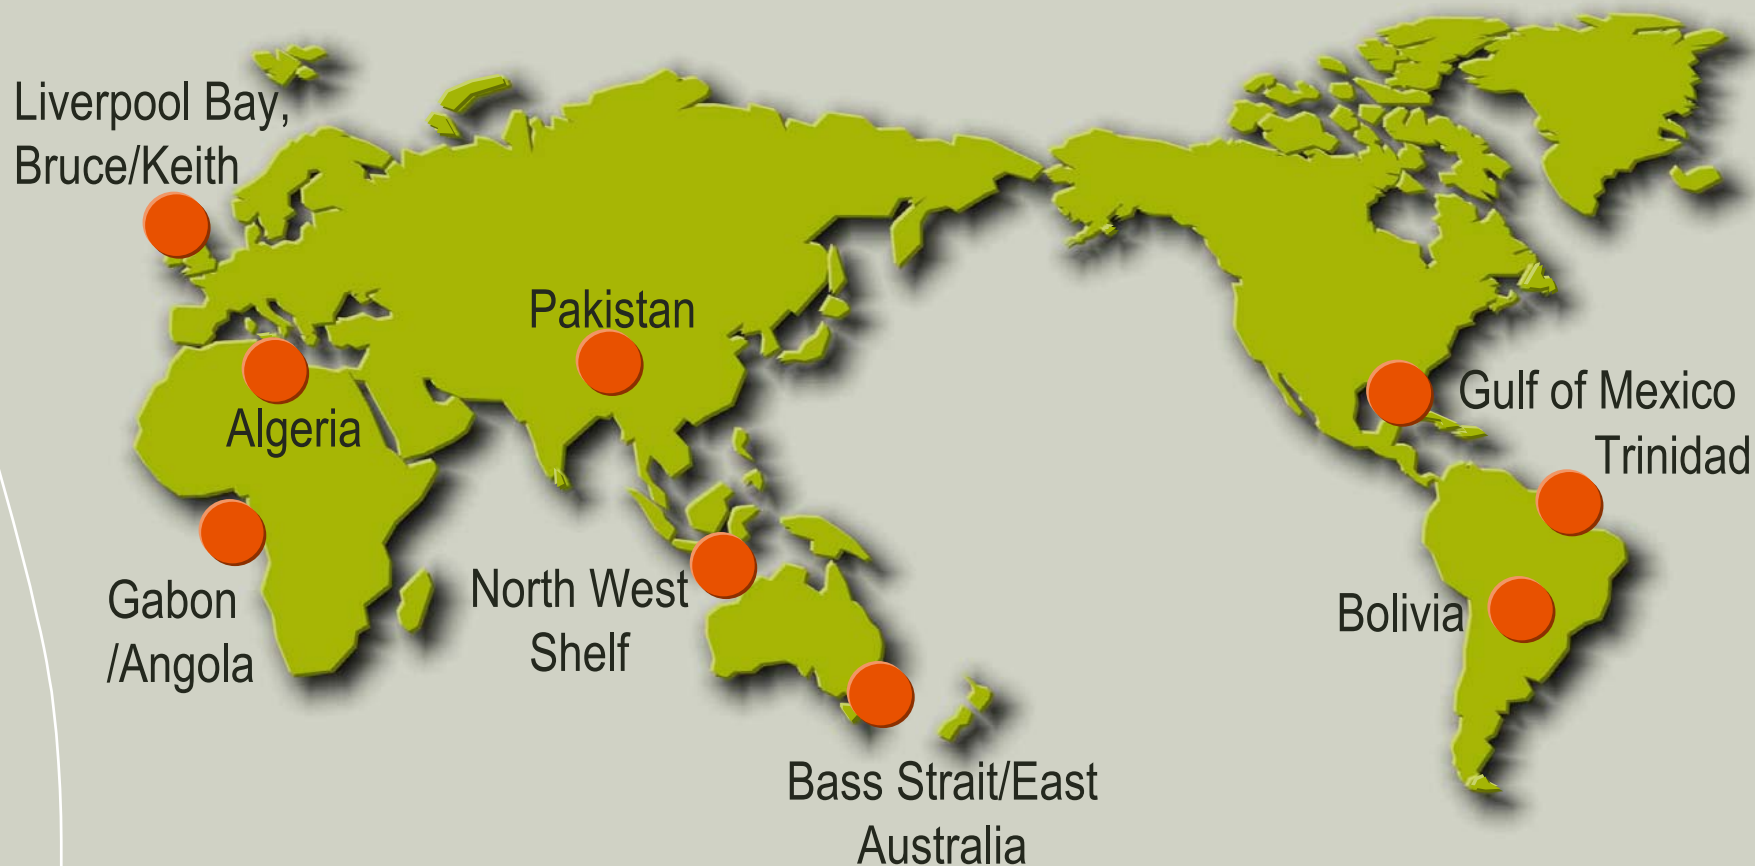 Liverpool Bay,
Bruce/Keith
Pakistan
Algeria
Gulf of Mexico
Trinidad
Gabon
/Angola
North West
Shelf
Bolivia
Bass Strait/East
Australia